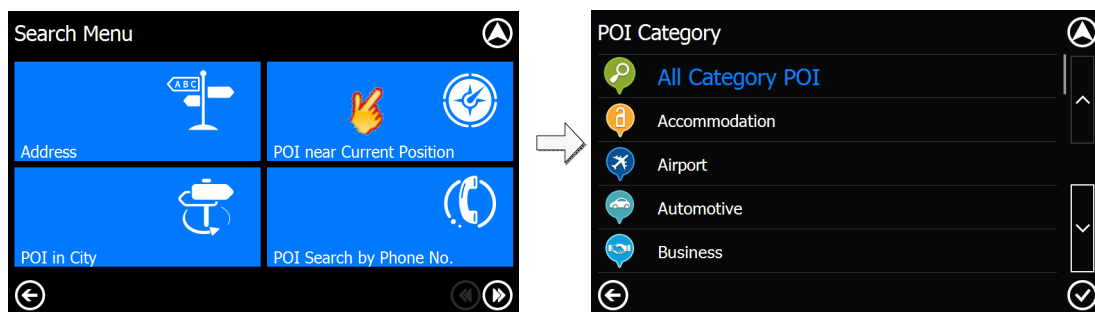 Search Menu
ABC
Address
POI near Current Position
POI in City
POI Search by Phone No.
POI Category
All Category POI
Accommodation
Airport
Automotive
Business